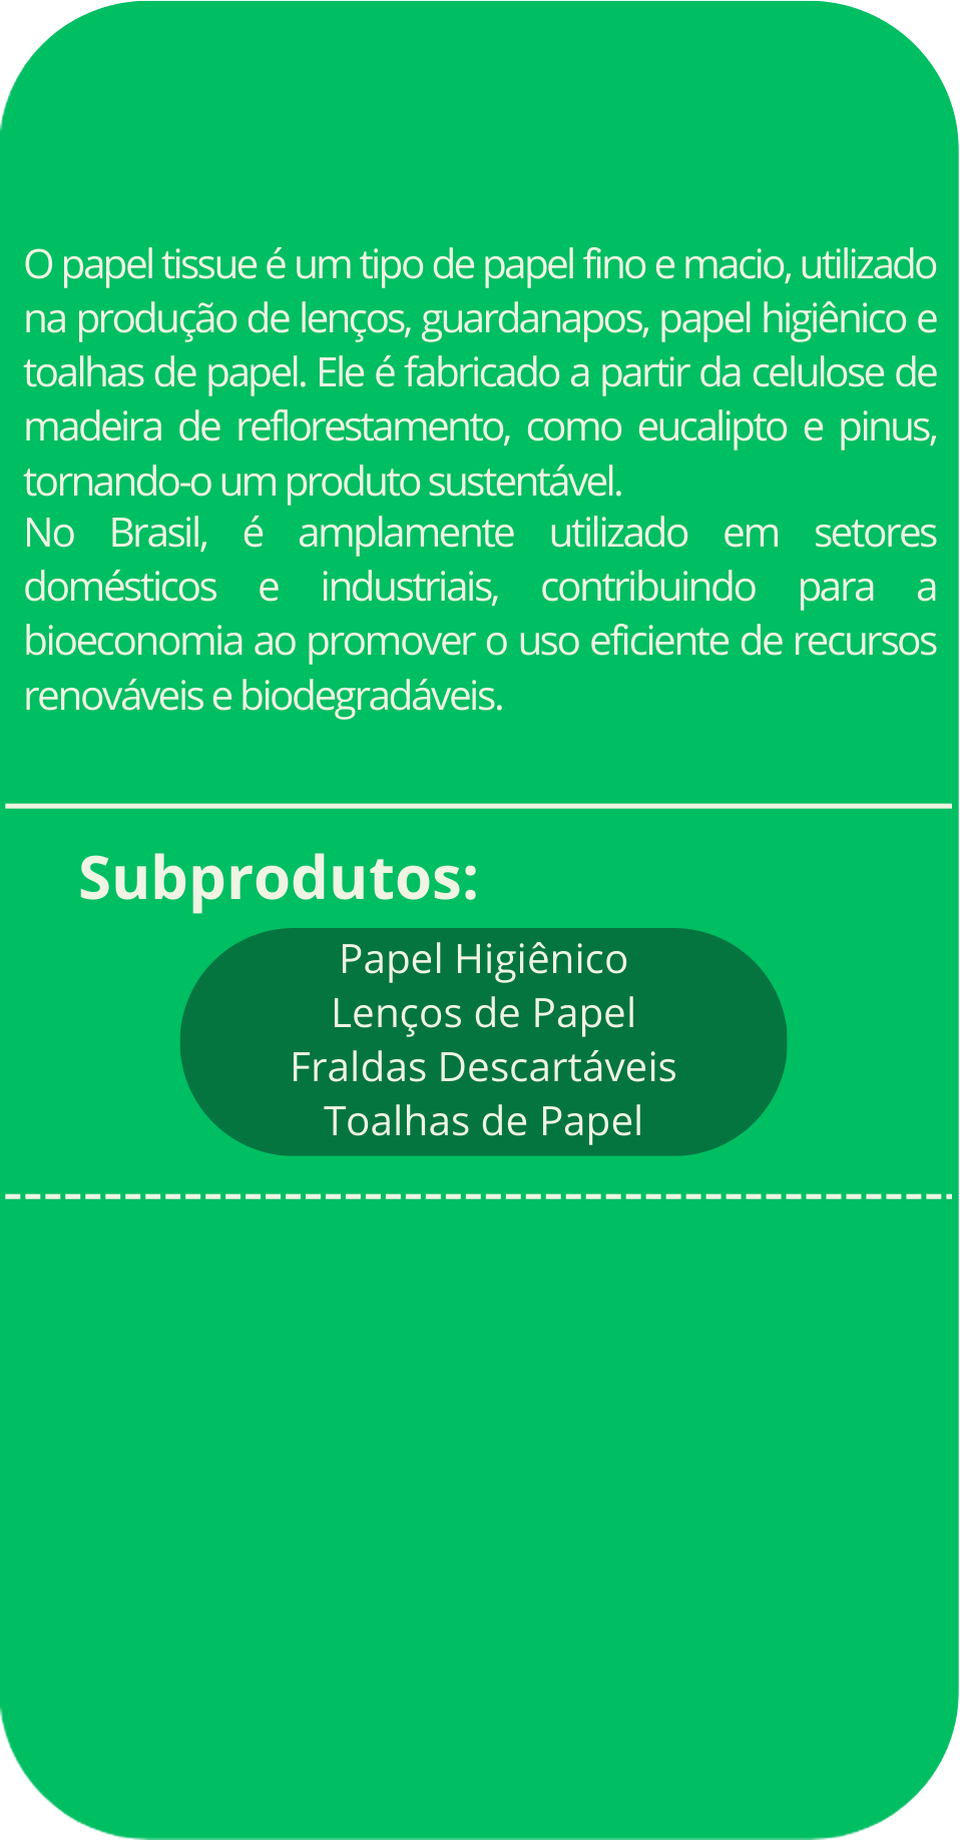 O papel tissue é um tipo de papel fino e macio, utilizado
na produção de lenços, guardanapos, papel higiênico e
toalhas de papel. Ele é fabricado a partir da celulose de
madeira de reflorestamento, como eucalipto e pinus,
tornando-o um produto sustentável.
No Brasil, é amplamente utilizado em setores
domésticos e industriais, contribuindo para a
bioeconomia ao promover o uso eficiente de recursos
renováveis e biodegradáveis.
Subprodutos:
Papel Higiênico
Lenços de Papel
Fraldas Descartáveis
Toalhas de Papel